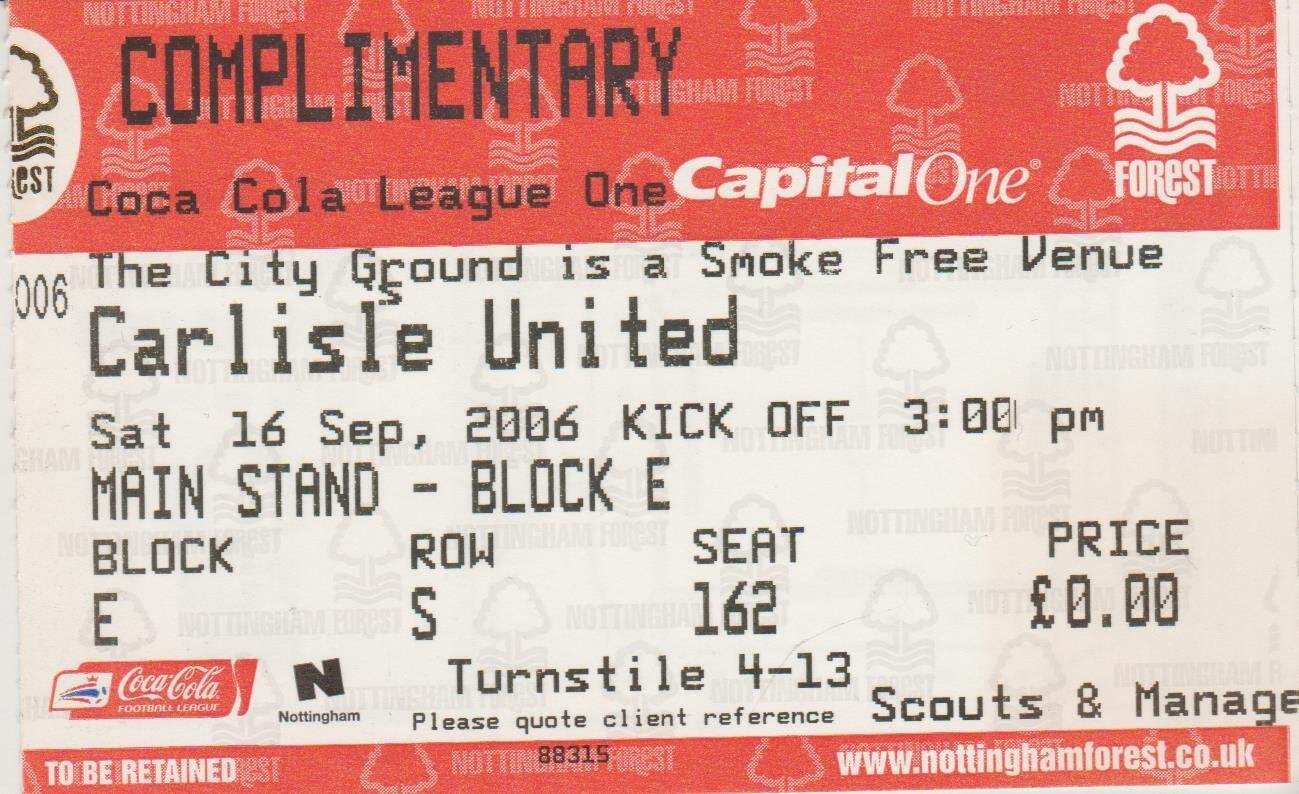 COMPLIMENTARY
FOREST
Coca Cola League One
CapitalOne®
The City Ground is a Smoke Free Venue
006
s
Carlisle United
Sat 16 Sep, 2006 KICK OFF 3:00 pm
MAIN STAND - BLOCK E
BLOCK ROW SEAT PRICE
E S 162 £0.00
Coca-Cola
FOOTBALL LEAGUE
N
Nottingham
Turnstile 4-13
Please quote client reference
Scouts & Manage
88315
TO BE RETAINED
www.nottinghamforest.co.uk